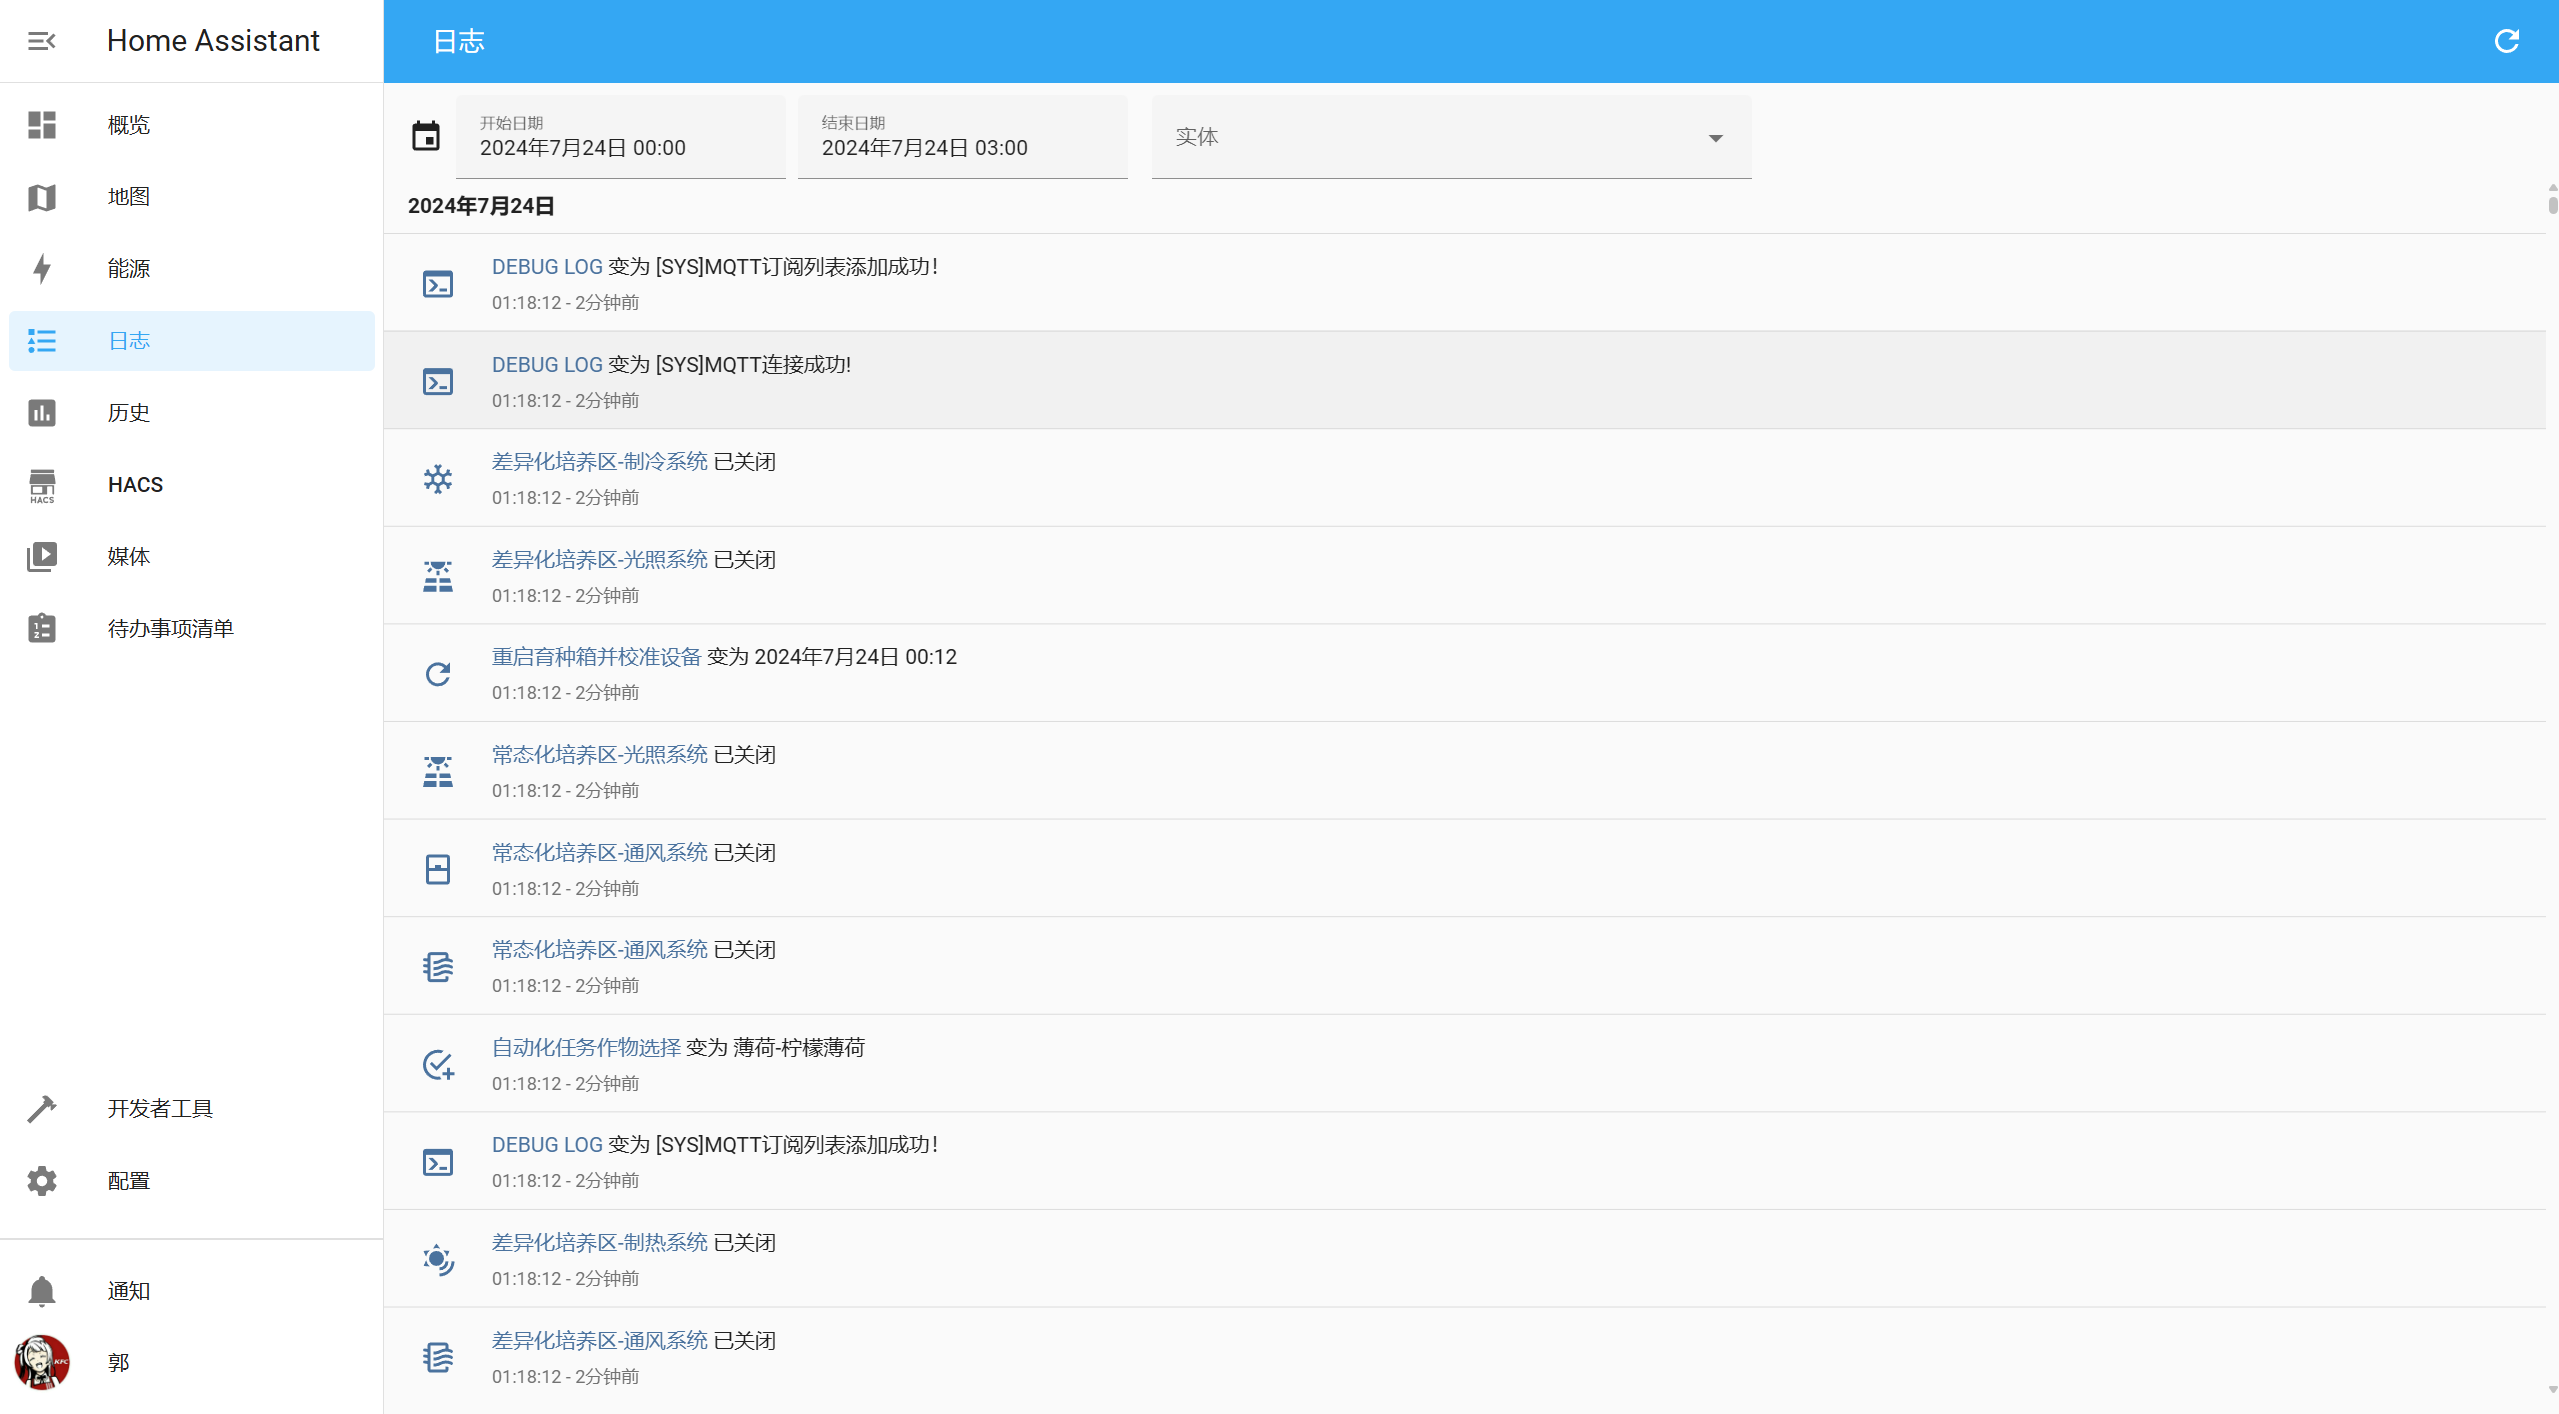 Home Assistant
概览
地图
能源
日志
历史
HACS
HACS
媒体
待办事项清单
开发者工具
配置
通知
KFC
郭
日志
开始日期
2024年7月24日 00:00
结束日期
2024年7月24日 03:00
实体
2024年7月24日
DEBUG LOG 变为 [SYS]MQTT订阅列表添加成功!
01:18:12 - 2分钟前
DEBUG LOG 变为 [SYS]MQTT连接成功!
01:18:12 - 2分钟前
差异化培养区-制冷系统 已关闭
01:18:12 - 2分钟前
差异化培养区-光照系统 已关闭
01:18:12 - 2分钟前
重启育种箱并校准设备 变为 2024年7月24日 00:12
01:18:12 - 2分钟前
常态化培养区-光照系统 已关闭
01:18:12 - 2分钟前
常态化培养区-通风系统 已关闭
01:18:12 - 2分钟前
常态化培养区-通风系统 已关闭
01:18:12 - 2分钟前
自动化任务作物选择 变为 薄荷-柠檬薄荷
01:18:12 - 2分钟前
DEBUG LOG 变为 [SYS]MQTT订阅列表添加成功!
01:18:12 - 2分钟前
差异化培养区-制热系统 已关闭
01:18:12 - 2分钟前
差异化培养区-通风系统 已关闭
01:18:12 - 2分钟前